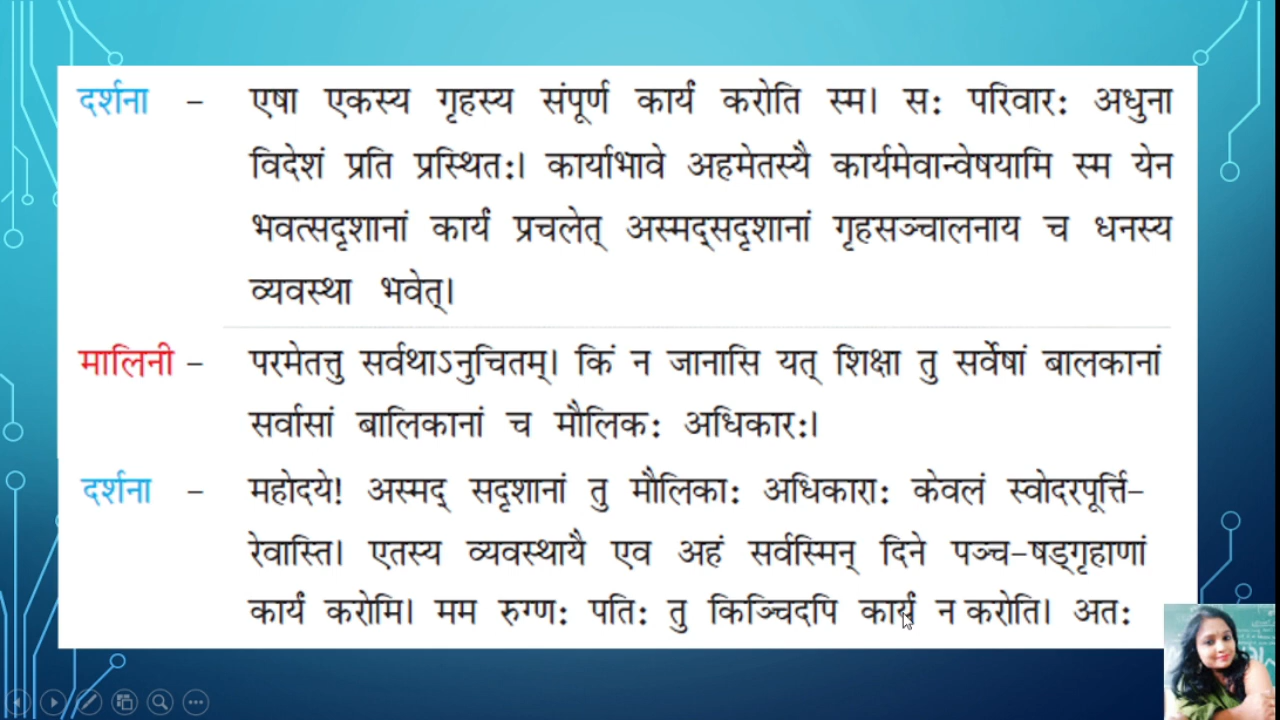 दर्शना - एषा एकस्य गृहस्य संपूर्ण कार्यं करोति स्म। स: परिवार: अधुना
विदेशं प्रति प्रस्थित:। कार्याभावे अहमेतस्यै कार्यमेवान्वेषयामि स्म येन
भवत्सदृशानां कार्यं प्रचलेत् अस्मद्सदृशानां गृहसञ्चालनाय च धनस्य
व्यवस्था भवेत्।
मालिनी - परमेतत्तु सर्वथाऽनुचितम्। किं न जानासि यत् शिक्षा तु सर्वेषां बालकानां
सर्वासां बालिकानां च मौलिक: अधिकार:।
दर्शना - महोदये! अस्मद् सदृशानां तु मौलिका: अधिकारा: केवलं स्वोदरपूर्त्ति-
रेवास्ति। एतस्य व्यवस्थायै एव अहं सर्वस्मिन् दिने पञ्च-षड्गृहाणां
कार्यं करोमि। मम रुग्ण: पति: तु किञ्चिदपि कार्यं न करोति। अत: